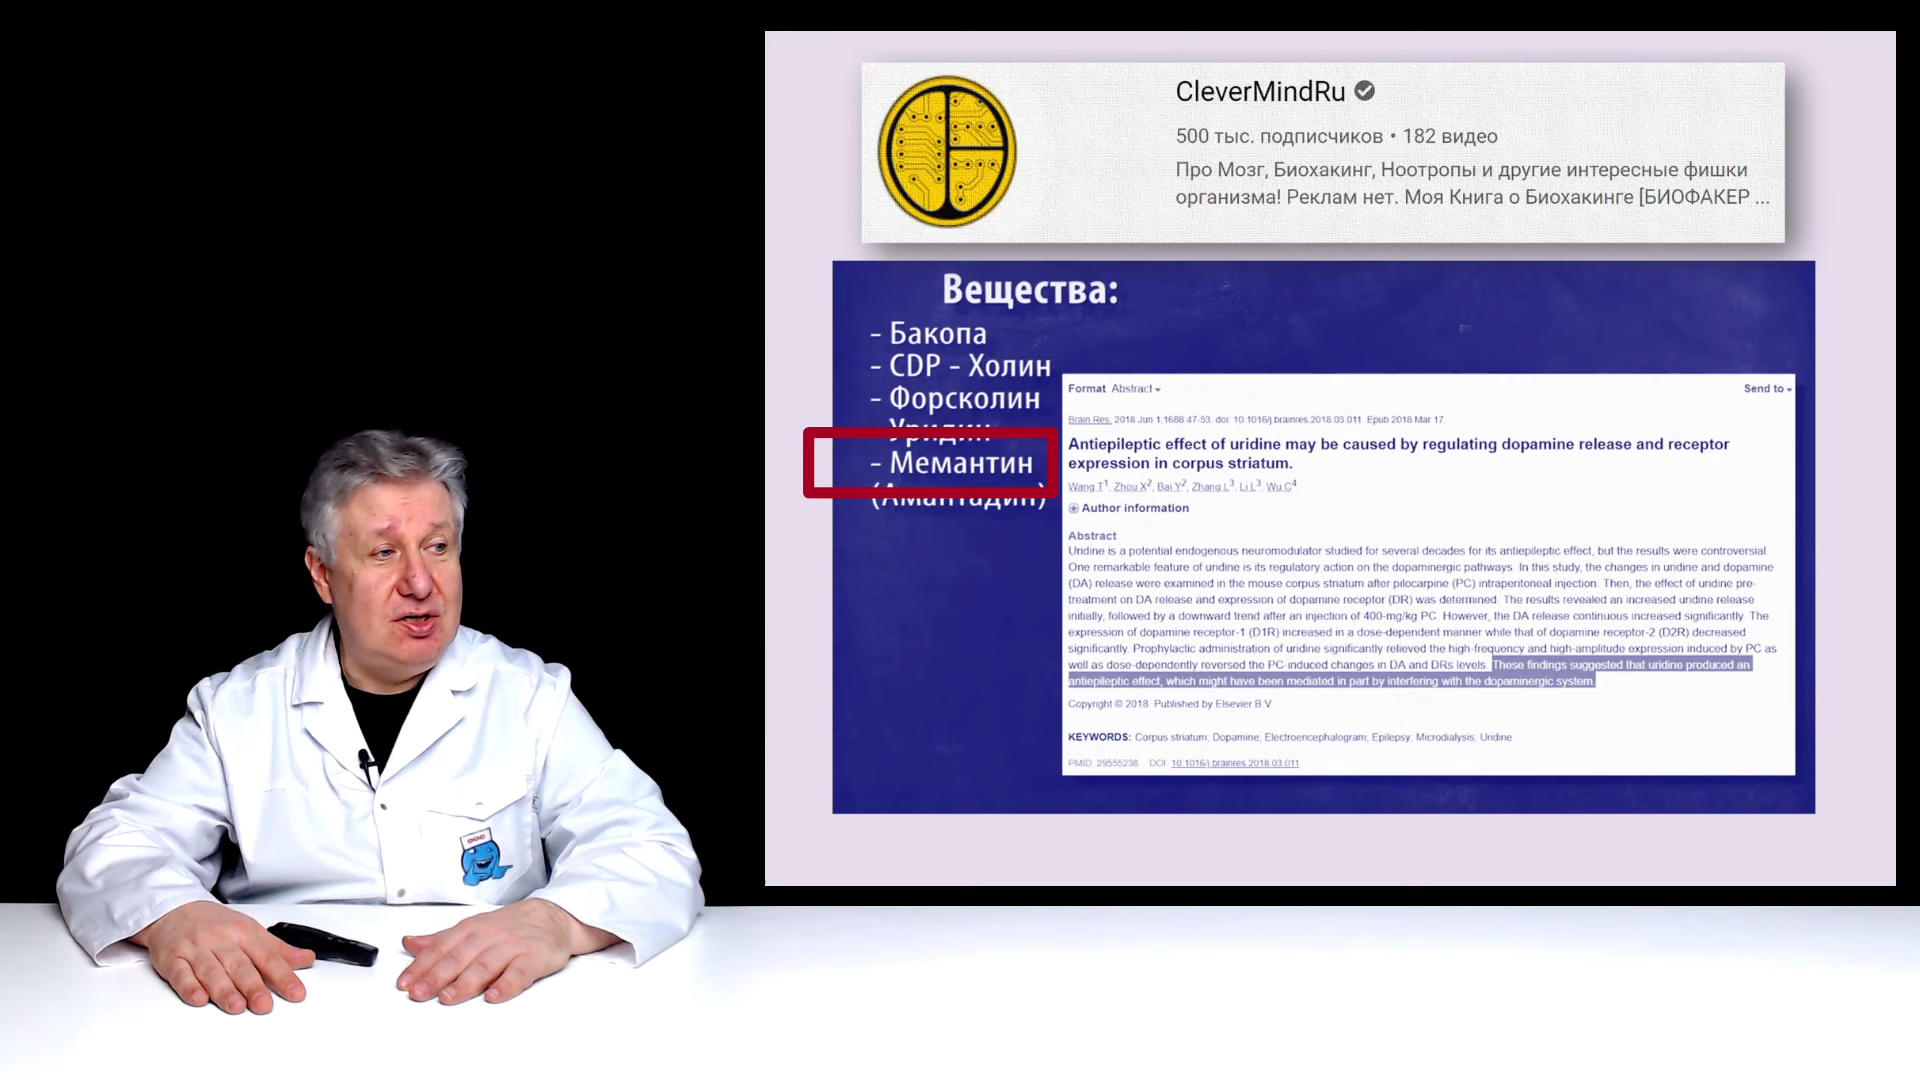 CleverMindRu
500 тыс. подписчиков • 182 видео
Про Мозг, Биохакинг, Ноотропы и другие интересные фишки
организма! Реклам нет. Моя Книга о Биохакинге [БИОФАКЕР ...
Вещества:
- Бакопа
- CDP - Холин
- Форсколин
- Уридин
- Мемантин
(Амантадин)
Format Abstract
Send to
Brain Res. 2018 Jun 1;1688:47-53. doi: 10.1016/j.brainres.2018.03.011. Epub 2018 Mar 17.
Antiepileptic effect of uridine may be caused by regulating dopamine release and receptor
expression in corpus striatum.
Wang T1, Zhou X2, Bai Y2, Zhang L3, Li L3, Wu C4.
Author information
Abstract
Uridine is a potential endogenous neuromodulator studied for several decades for its antiepileptic effect, but the results were controversial.
One remarkable feature of uridine is its regulatory action on the dopaminergic pathways. In this study, the changes in uridine and dopamine
(DA) release were examined in the mouse corpus striatum after pilocarpine (PC) intraperitoneal injection. Then, the effect of uridine pre-
treatment on DA release and expression of dopamine receptor (DR) was determined. The results revealed an increased uridine release
initially, followed by a downward trend after an injection of 400-mg/kg PC. However, the DA release continuous increased significantly. The
expression of dopamine receptor-1 (D1R) increased in a dose-dependent manner while that of dopamine receptor-2 (D2R) decreased
significantly. Prophylactic administration of uridine significantly relieved the high-frequency and high-amplitude expression induced by PC as
well as dose-dependently reversed the PC-induced changes in DA and DRs levels. These findings suggested that uridine produced an
antiepileptic effect, which might have been mediated in part by interfering with the dopaminergic system.
Copyright © 2018. Published by Elsevier B.V.
KEYWORDS: Corpus striatum; Dopamine; Electroencephalogram; Epilepsy; Microdialysis; Uridine
PMID: 29555238 DOI: 10.1016/j.brainres.2018.03.011